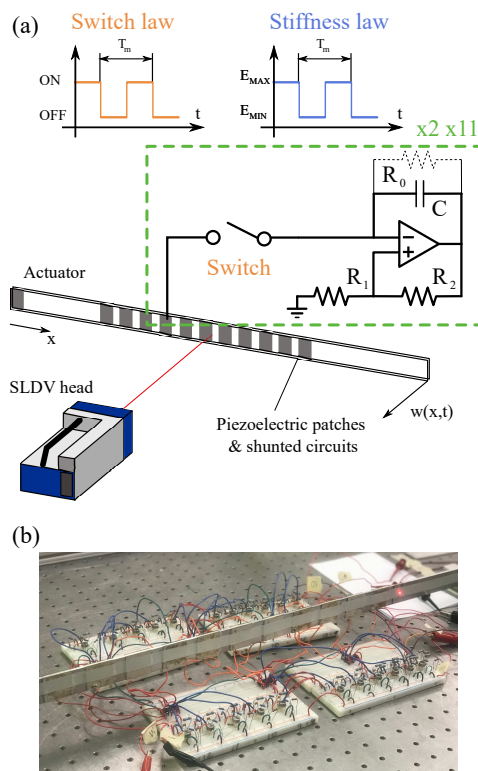 (a)
Switch law
Stiffness law
T_m
T_m
ON
OFF
t
E_MAX
E_MIN
t
x2 x11
R_0
C
Switch
R_1
R_2
Actuator
x
SLDV head
w(x,t)
Piezoelectric patches
& shunted circuits
(b)